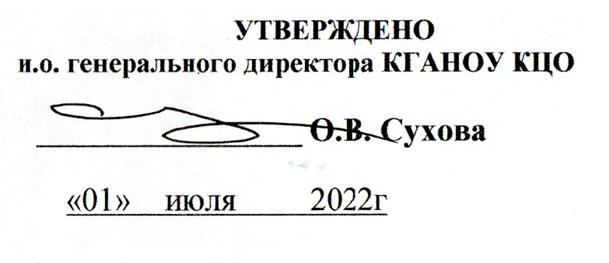 УТВЕРЖДЕНО
и.о. генерального директора КГАНОУ КЦО
О.В. Сухова
«01» июля 2022г